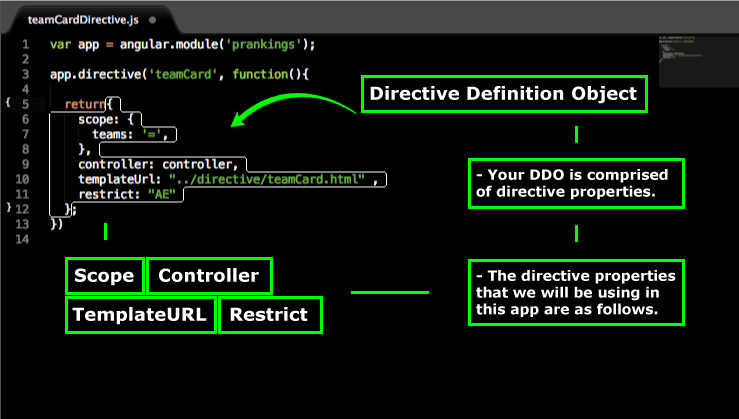 teamCardDirective.js
1 var app = angular.module('prankings');
2
3 app.directive('teamCard', function(){
4
{ 5 return{
6 scope: {
7 teams: '=',
8 },
9 controller: controller,
10 templateUrl: "../directive/teamCard.html" ,
11 restrict: "AE"
} 12 };
13 })
14
Directive Definition Object
- Your DDO is comprised
of directive properties.
- The directive properties
that we will be using in
this app are as follows.
Scope Controller
TemplateURL Restrict